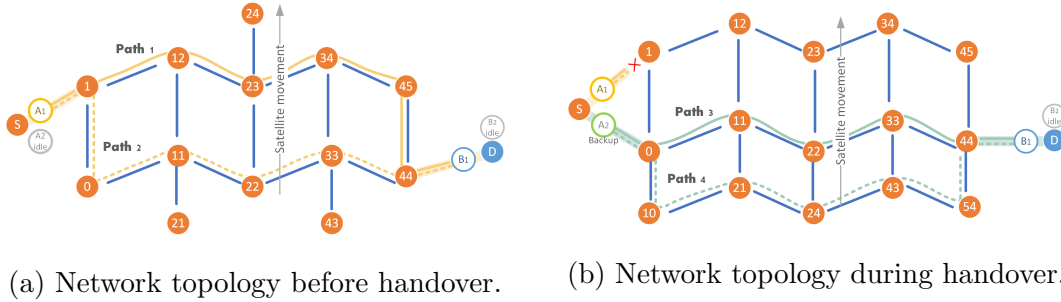 24
Path 1
12
34
1
23
45
A1
S
A2
idle
Satellite movement
B2
idle
Path 2
11
33
B1
D
0
22
44
21
43
(a) Network topology before handover.
12
34
1
23
45
A1
Satellite movement
S
A2
Backup
Path 3
11
33
B2
idle
0
22
44
B1
D
Path 4
21
43
10
24
54
(b) Network topology during handover.